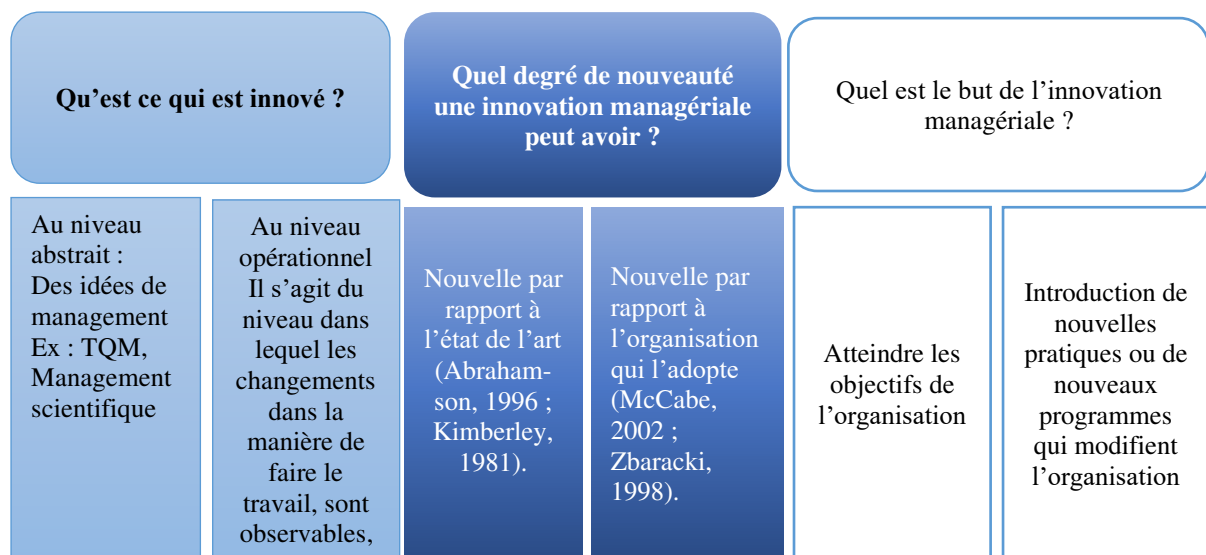 Qu’est ce qui est innové ?
Quel degré de nouveauté
une innovation managériale
peut avoir ?
Quel est le but de l’innovation
managériale ?
Au niveau
abstrait :
Des idées de
management
Ex : TQM,
Management
scientifique
Au niveau
opérationnel
Il s’agit du
niveau dans
lequel les
changements
dans la
manière de
faire le
travail, sont
observables,
Nouvelle par
rapport à
l’état de l’art
(Abraham-
son, 1996 ;
Kimberley,
1981).
Nouvelle par
rapport à
l’organisation
qui l’adopte
(McCabe,
2002 ;
Zbaracki,
1998).
Atteindre les
objectifs de
l’organisation
Introduction de
nouvelles
pratiques ou de
nouveaux
programmes
qui modifient
l’organisation